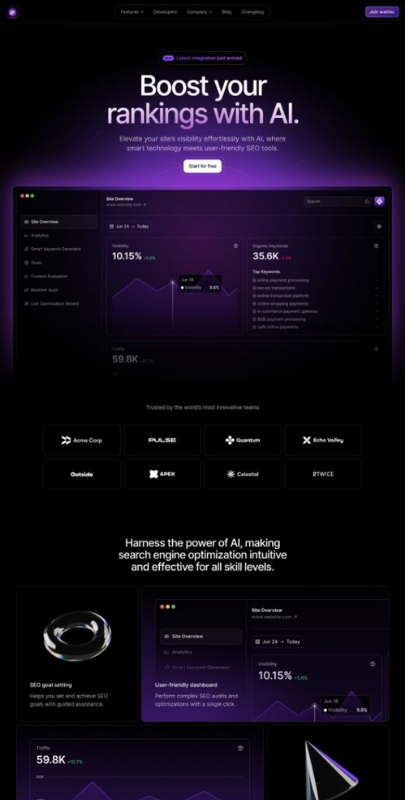 Features
Developers
Company
Blog
Changelog
Join waitlist
Latest integration just arrived
Boost your
rankings with AI.
Elevate your site's visibility effortlessly with AI, where
smart technology meets user-friendly SEO tools.
Start for free
Site Overview
www.website.com
Search
Site Overview
Analytics
Smart Keyword Generator
Goals
Content Evaluation
Backlink Audit
Link Optimization Wizard
Jun 24 → Today
Visibility
10.15%
Jun 18
Visibility 9.8%
Organic Keywords
35.6K
Top Keywords
online payment processing
secure transactions
online transaction platform
online shopping payments
e-commerce payment gateway
B2B payment processing
safe online payments
Traffic
59.8K
Trusted by the world's most innovative teams
Acme Corp
PULSE
Quantum
Echo Valley
Outside
APEX
Celestial
2TWICE
Harness the power of AI, making
search engine optimization intuitive
and effective for all skill levels.
SEO goal setting
Helps you set and achieve SEO
goals with guided assistance.
Site Overview
www.website.com
Site Overview
Analytics
Smart Keyword Generator
Jun 24 → Today
Visibility
10.15% +5.6%
Jun 18
Visibility 9.8%
User-friendly dashboard
Perform complex SEO audits and
optimizations with a single click.
Traffic
59.8K +10.7%